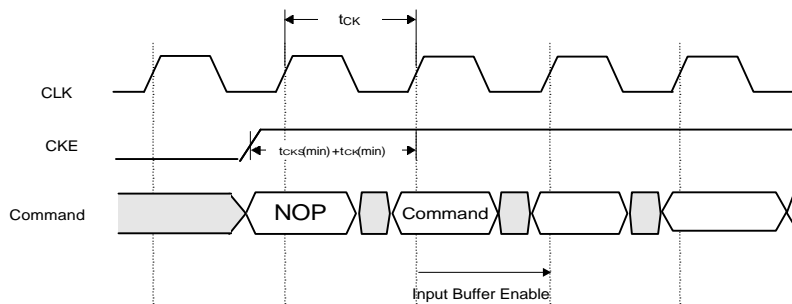 tCK
CLK
CKE
tCKS(min)+tCK(min)
Command
NOP
Command
Input Buffer Enable